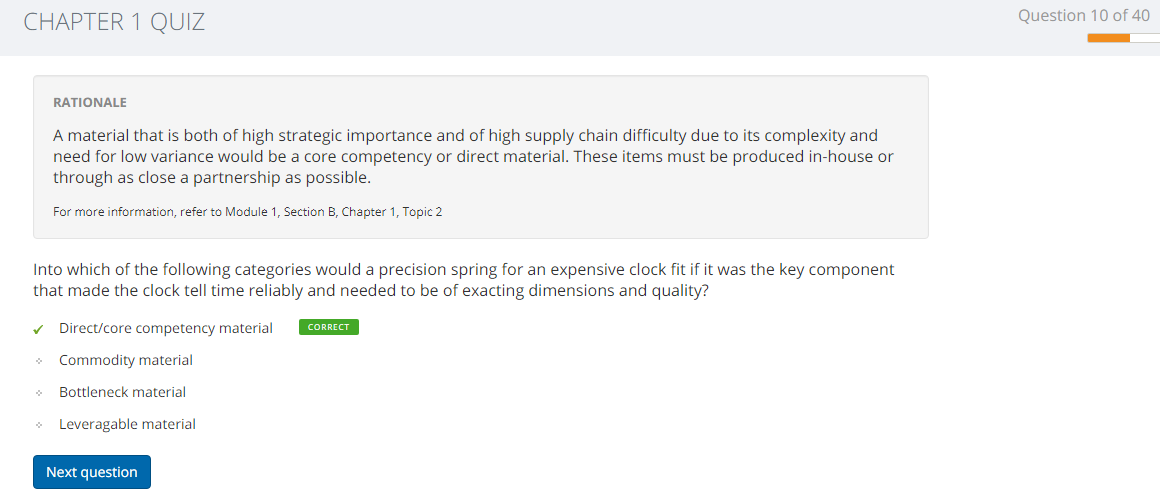 CHAPTER 1 QUIZ
Question 10 of 40
RATIONALE
A material that is both of high strategic importance and of high supply chain difficulty due to its complexity and
need for low variance would be a core competency or direct material. These items must be produced in-house or
through as close a partnership as possible.
For more information, refer to Module 1, Section B, Chapter 1, Topic 2
Into which of the following categories would a precision spring for an expensive clock fit if it was the key component
that made the clock tell time reliably and needed to be of exacting dimensions and quality?
Direct/core competency material CORRECT
Commodity material
Bottleneck material
Leveragable material
Next question